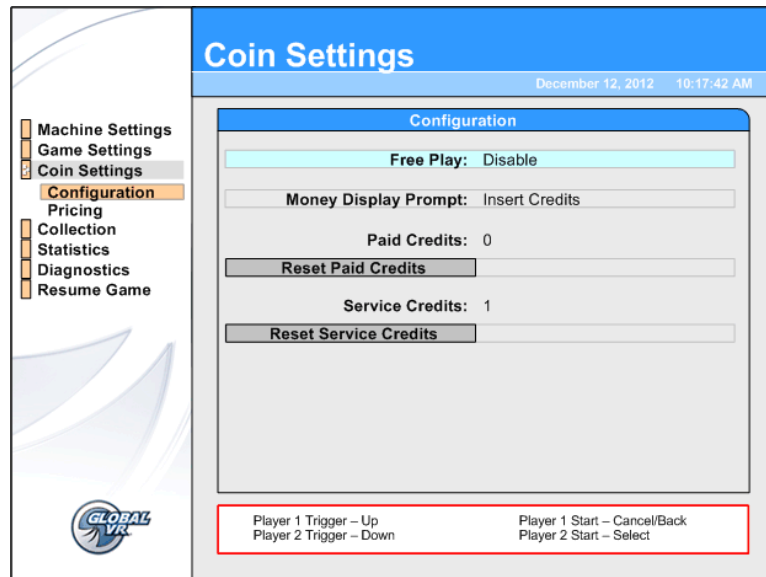 Coin Settings
December 12, 2012 10:17:42 AM
Machine Settings
Game Settings
Coin Settings
Configuration
Pricing
Collection
Statistics
Diagnostics
Resume Game
GLOBAL
VR
Configuration
Free Play: Disable
Money Display Prompt: Insert Credits
Paid Credits: 0
Reset Paid Credits
Service Credits: 1
Reset Service Credits
Player 1 Trigger – Up
Player 2 Trigger – Down
Player 1 Start – Cancel/Back
Player 2 Start – Select